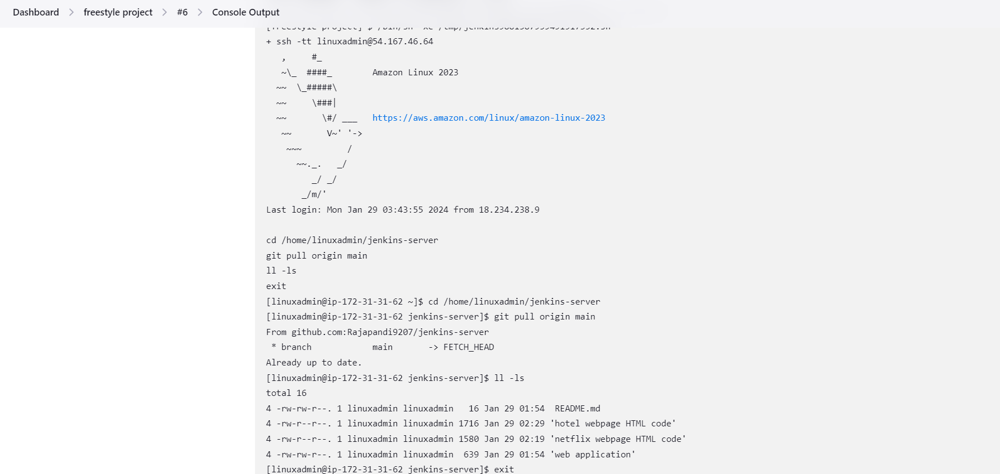 Dashboard > freestyle project > #6 > Console Output
[freestyle project] $ /bin/sh -xe
+ ssh -tt linuxadmin@54.167.46.64
   ,     #_
   ~\_  ####_        Amazon Linux 2023
  ~~  \_#####\
  ~~     \###|
  ~~       \#/ ___   https://aws.amazon.com/linux/amazon-linux-2023
   ~~       V~' '->
    ~~~         /
      ~~._.   _/
         _/ _/
       _/m/'
Last login: Mon Jan 29 03:43:55 2024 from 18.234.238.9
cd /home/linuxadmin/jenkins-server
git pull origin main
ll -ls
exit
[linuxadmin@ip-172-31-31-62 ~]$ cd /home/linuxadmin/jenkins-server
[linuxadmin@ip-172-31-31-62 jenkins-server]$ git pull origin main
From github.com:Rajapandi9207/jenkins-server
 * branch            main       -> FETCH_HEAD
Already up to date.
[linuxadmin@ip-172-31-31-62 jenkins-server]$ ll -ls
total 16
4 -rw-rw-r--. 1 linuxadmin linuxadmin   16 Jan 29 01:54  README.md
4 -rw-r--r--. 1 linuxadmin linuxadmin 1716 Jan 29 02:29 'hotel webpage HTML code'
4 -rw-r--r--. 1 linuxadmin linuxadmin 1580 Jan 29 02:19 'netflix webpage HTML code'
4 -rw-rw-r--. 1 linuxadmin linuxadmin  639 Jan 29 01:54 'web application'
[linuxadmin@ip-172-31-31-62 jenkins-server]$ exit